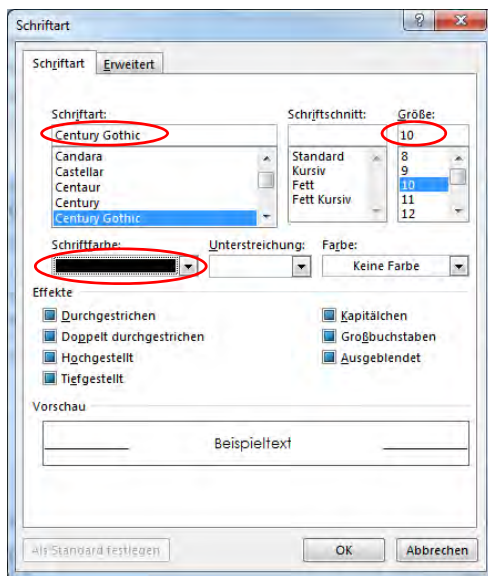 Schriftart
Schriftart Erweitert
Schriftart: Schriftschnitt: Größe:
Century Gothic 10
Candara Standard 8
Castellar Kursiv 9
Centaur Fett 10
Century Fett Kursiv 11
Century Gothic 12
Schriftfarbe: Unterstreichung: Farbe:
Keine Farbe
Effekte
Durchgestrichen Kapitälchen
Doppelt durchgestrichen Großbuchstaben
Hochgestellt Ausgeblendet
Tiefgestellt
Vorschau
Beispieltext
Als Standard festlegen OK Abbrechen